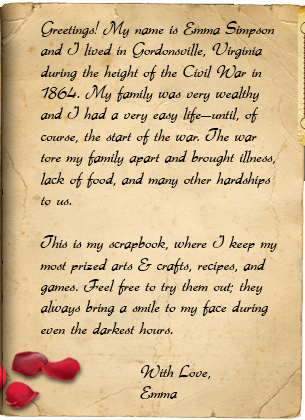 Greetings! My name is Emma Simpson
and I lived in Gordonsville, Virginia
during the height of the Civil War in
1864. My family was very wealthy
and I had a very easy life—until, of
course, the start of the war. The war
tore my family apart and brought illness,
lack of food, and many other hardships
to us.
This is my scrapbook, where I keep my
most prized arts & crafts, recipes, and
games. Feel free to try them out; they
always bring a smile to my face during
even the darkest hours.
With Love,
Emma